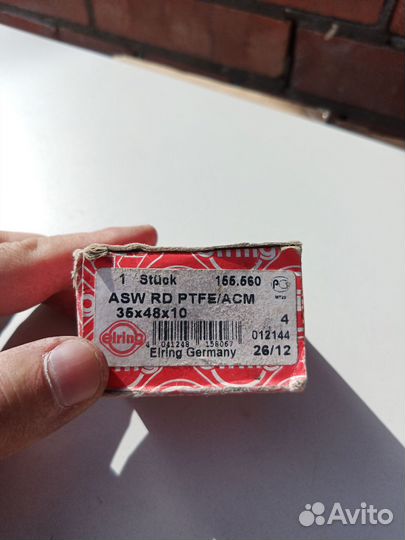 1 Stück 155.560
ASW RD PTFE/ACM
35x48x10
4
elring
012144
4 041248 158067
Elring Germany 26/12
Avito